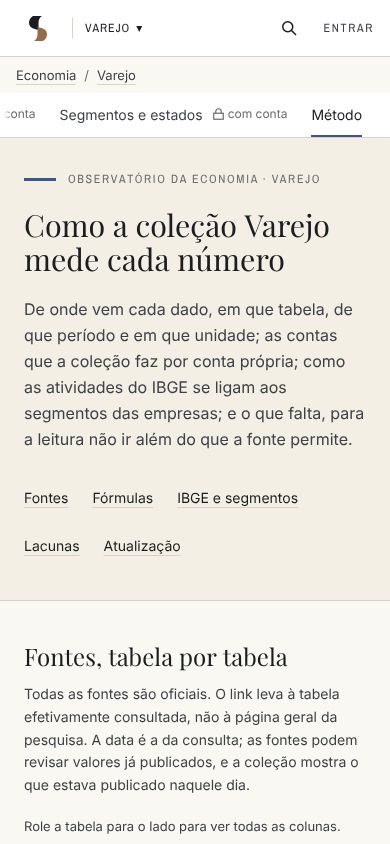 VAREJO ▼
ENTRAR
Economia / Varejo
conta
Segmentos e estados
com conta
Método
OBSERVATÓRIO DA ECONOMIA · VAREJO
Como a coleção Varejo
mede cada número
De onde vem cada dado, em que tabela, de
que período e em que unidade; as contas
que a coleção faz por conta própria; como
as atividades do IBGE se ligam aos
segmentos das empresas; e o que falta, para
a leitura não ir além do que a fonte permite.
Fontes
Fórmulas
IBGE e segmentos
Lacunas
Atualização
Fontes, tabela por tabela
Todas as fontes são oficiais. O link leva à tabela
efetivamente consultada, não à página geral da
pesquisa. A data é a da consulta; as fontes podem
revisar valores já publicados, e a coleção mostra o
que estava publicado naquele dia.
Role a tabela para o lado para ver todas as colunas.